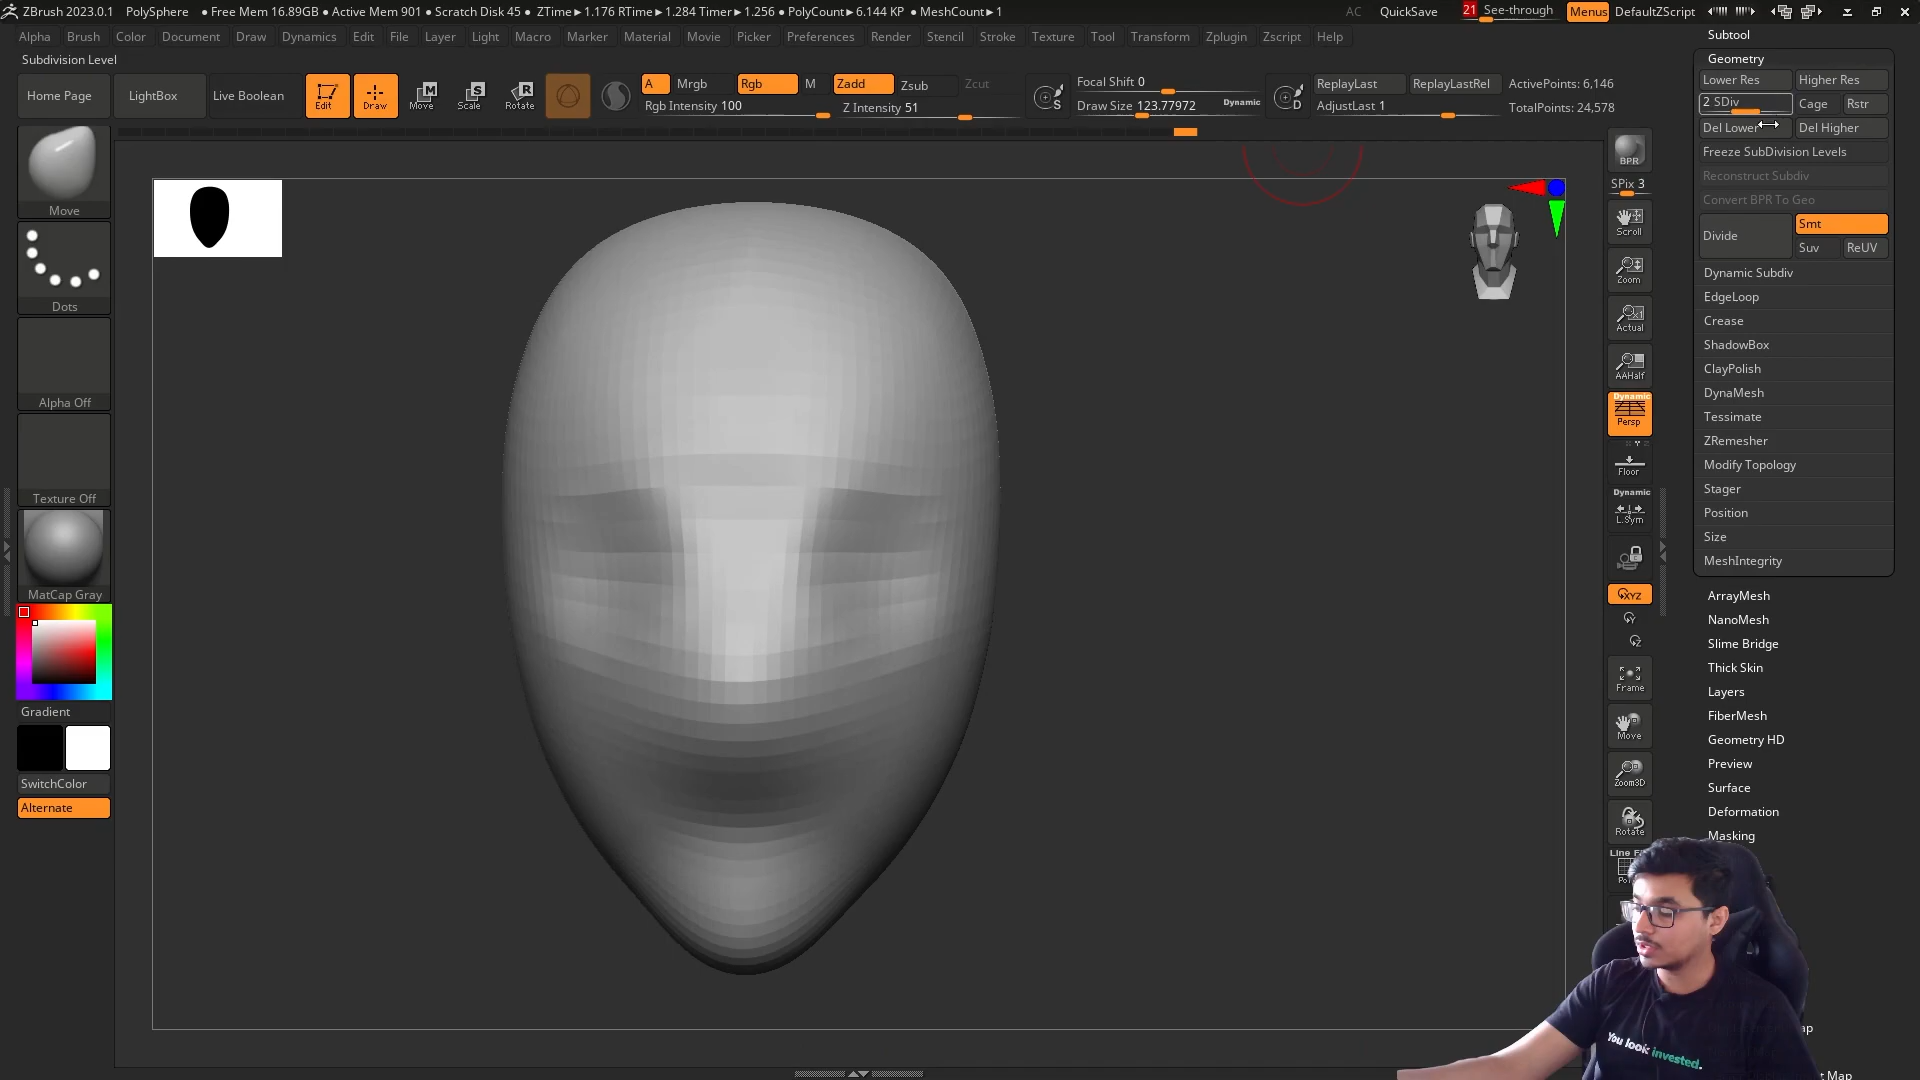 ZBrush 2023.0.1 PolySphere ● Free Mem 16.89GB ● Active Mem 901 ● Scratch Disk 45 ● ZTime►1.176 RTime►1.284 Timer►1.256 ● PolyCount►6.144 KP ● MeshCount►1 AC QuickSave 21 See-through Menus DefaultZScript
Alpha Brush Color Document Draw Dynamics Edit File Layer Light Macro Marker Material Movie Picker Preferences Render Stencil Stroke Texture Tool Transform Zplugin Zscript Help
Subdivision Level
Home Page LightBox Live Boolean Edit Draw Move Scale Rotate
A Mrgb Rgb M Zadd Zsub Zcut
Rgb Intensity 100 Z Intensity 51
Focal Shift 0
Draw Size 123.77972 Dynamic
ReplayLast ReplayLastRel ActivePoints: 6,146
AdjustLast 1 TotalPoints: 24,578
Move
Dots
Alpha Off
Texture Off
MatCap Gray
Gradient
SwitchColor
Alternate
BPR
SPix 3
Scroll
Zoom
Actual
AAHalf
Dynamic
Persp
Floor
Dynamic
L.Sym
XYZ
Frame
Move
Zoom3D
Rotate
Subtool
Geometry
Lower Res Higher Res
2 SDiv Cage Rstr
Del Lower Del Higher
Freeze SubDivision Levels
Reconstruct Subdiv
Convert BPR To Geo
Divide Smt
Suv ReUV
Dynamic Subdiv
EdgeLoop
Crease
ShadowBox
ClayPolish
DynaMesh
Tessimate
ZRemesher
Modify Topology
Stager
Position
Size
MeshIntegrity
ArrayMesh
NanoMesh
Slime Bridge
Thick Skin
Layers
FiberMesh
Geometry HD
Preview
Surface
Deformation
Masking
You look invested.
Map